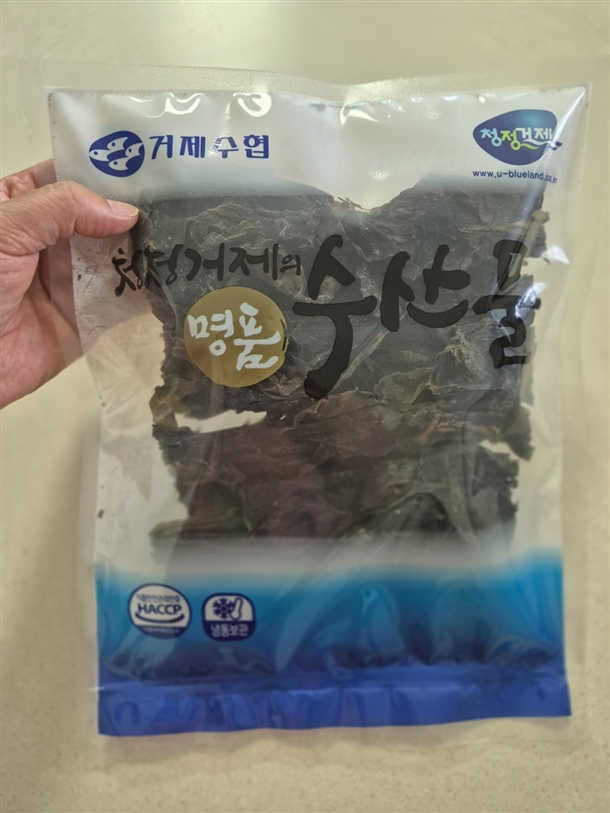 거제수협
청정거제
www.u-blueland.co.kr
청정거제의
명품 수산물
HACCP
냉동보관